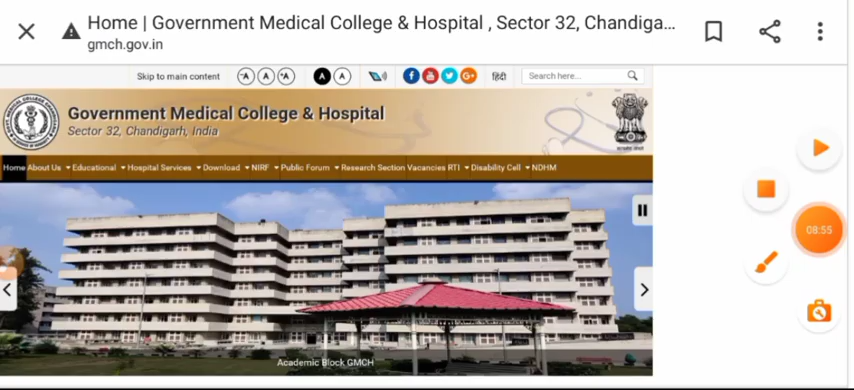 Home | Government Medical College & Hospital , Sector 32, Chandiga...
gmch.gov.in
Skip to main content -A A +A A A हिंदी Search here...
Government Medical College & Hospital
Sector 32, Chandigarh, India
Home About Us Educational Hospital Services Download NIRF Public Forum Research Section Vacancies RTI Disability Cell NDHM
08:55
Academic Block GMCH